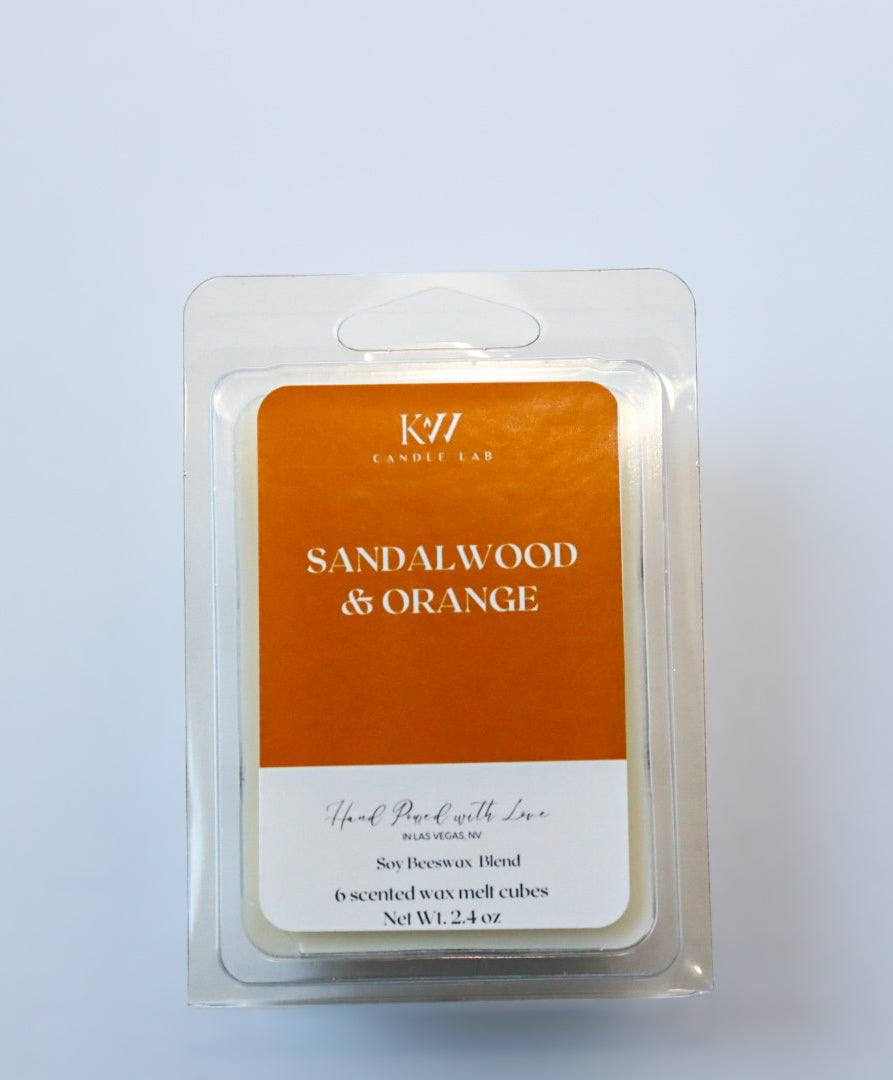 KW
CANDLE LAB
SANDALWOOD
& ORANGE
Hand Poured with Love
IN LAS VEGAS, NV
Soy Beeswax Blend
6 scented wax melt cubes
Net Wt. 2.4 oz